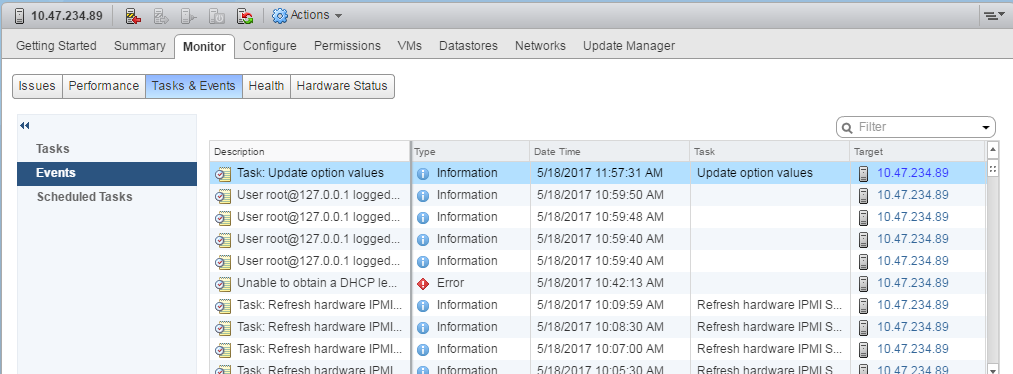 10.47.234.89 Actions
Getting Started Summary Monitor Configure Permissions VMs Datastores Networks Update Manager
Issues Performance Tasks & Events Health Hardware Status
Filter
Tasks
Events
Scheduled Tasks
Description Type Date Time Task Target
Task: Update option values Information 5/18/2017 11:57:31 AM Update option values 10.47.234.89
User root@127.0.0.1 logged... Information 5/18/2017 10:59:50 AM 10.47.234.89
User root@127.0.0.1 logged... Information 5/18/2017 10:59:48 AM 10.47.234.89
User root@127.0.0.1 logged... Information 5/18/2017 10:59:40 AM 10.47.234.89
User root@127.0.0.1 logged... Information 5/18/2017 10:59:40 AM 10.47.234.89
Unable to obtain a DHCP le... Error 5/18/2017 10:42:13 AM 10.47.234.89
Task: Refresh hardware IPMI... Information 5/18/2017 10:09:59 AM Refresh hardware IPMI S... 10.47.234.89
Task: Refresh hardware IPMI... Information 5/18/2017 10:08:30 AM Refresh hardware IPMI S... 10.47.234.89
Task: Refresh hardware IPMI... Information 5/18/2017 10:07:00 AM Refresh hardware IPMI S... 10.47.234.89
Task: Refresh hardware IPMI... Information 5/18/2017 10:05:30 AM Refresh hardware IPMI S... 10.47.234.89